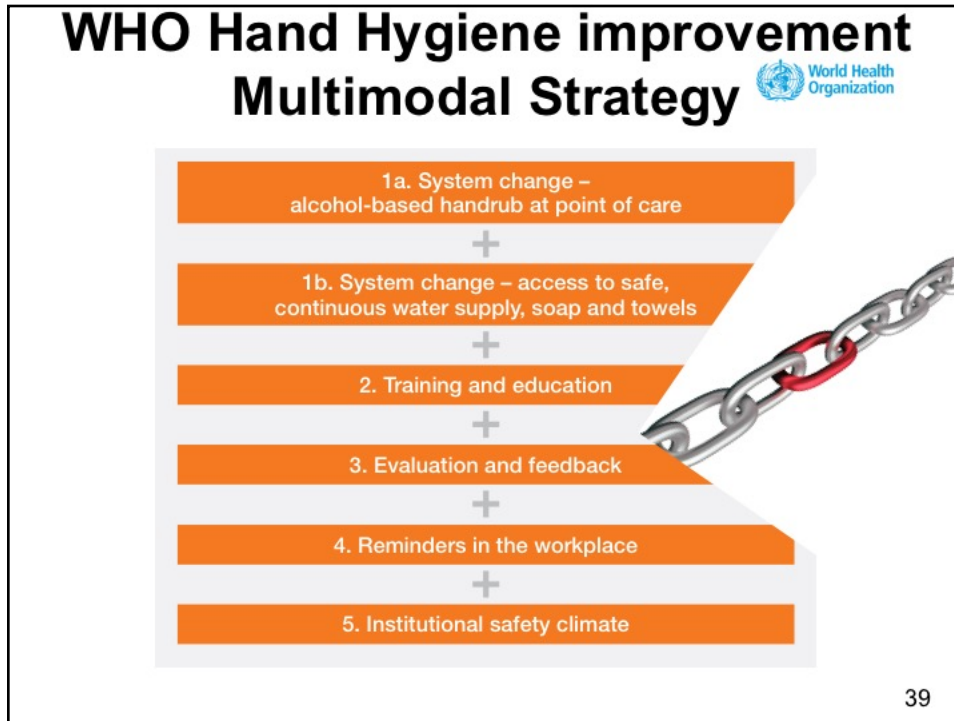 WHO Hand Hygiene improvement
Multimodal Strategy
World Health
Organization
1a. System change –
alcohol-based handrub at point of care
+
1b. System change – access to safe,
continuous water supply, soap and towels
+
2. Training and education
+
3. Evaluation and feedback
+
4. Reminders in the workplace
+
5. Institutional safety climate
39